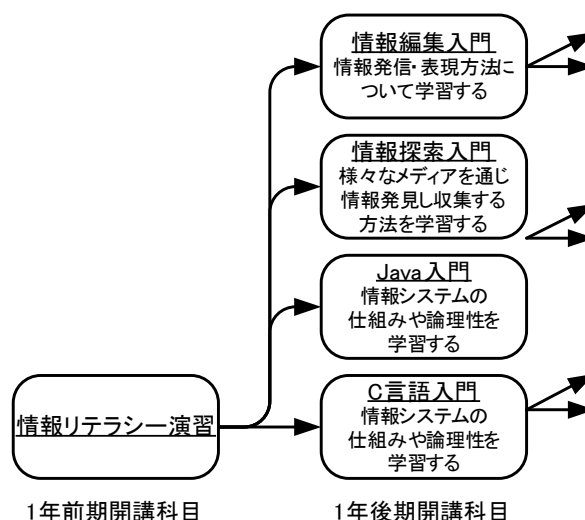 情報編集入門
情報発信・表現方法に
ついて学習する
情報探索入門
様々なメディアを通じ
情報発見し収集する
方法を学習する
Java入門
情報システムの
仕組みや論理性を
学習する
情報リテラシー演習
C言語入門
情報システムの
仕組みや論理性を
学習する
1年前期開講科目
1年後期開講科目